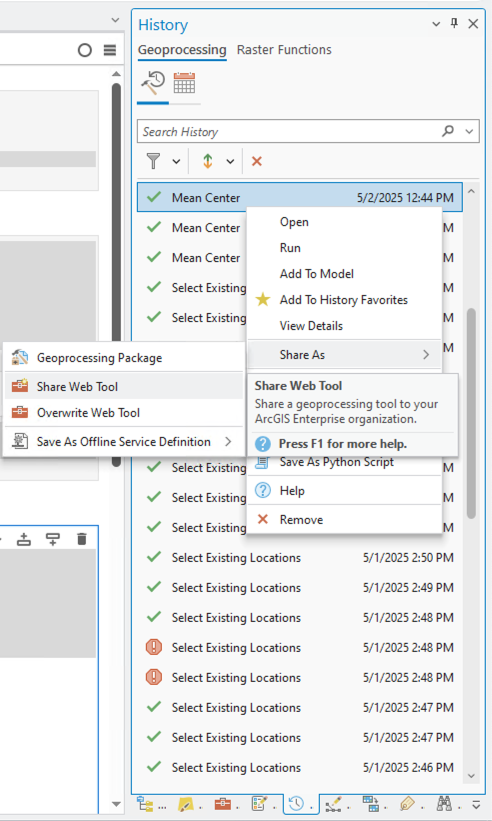 History
Geoprocessing Raster Functions
Search History
Mean Center 5/2/2025 12:44 PM
Mean Center M
Mean Center M
Select Existing
Select Existing M
M
Open
Run
Add To Model
Add To History Favorites
View Details
Share As
Geoprocessing Package
Share Web Tool
Overwrite Web Tool
Save As Offline Service Definition
Share Web Tool
Share a geoprocessing tool to your
ArcGIS Enterprise organization.
Press F1 for more help.
Save As Python Script
Help
Remove
Select Existing M
Select Existing M
Select Existing M
Select Existing Locations 5/1/2025 2:50 PM
Select Existing Locations 5/1/2025 2:49 PM
Select Existing Locations 5/1/2025 2:48 PM
Select Existing Locations 5/1/2025 2:48 PM
Select Existing Locations 5/1/2025 2:48 PM
Select Existing Locations 5/1/2025 2:47 PM
Select Existing Locations 5/1/2025 2:47 PM
Select Existing Locations 5/1/2025 2:46 PM